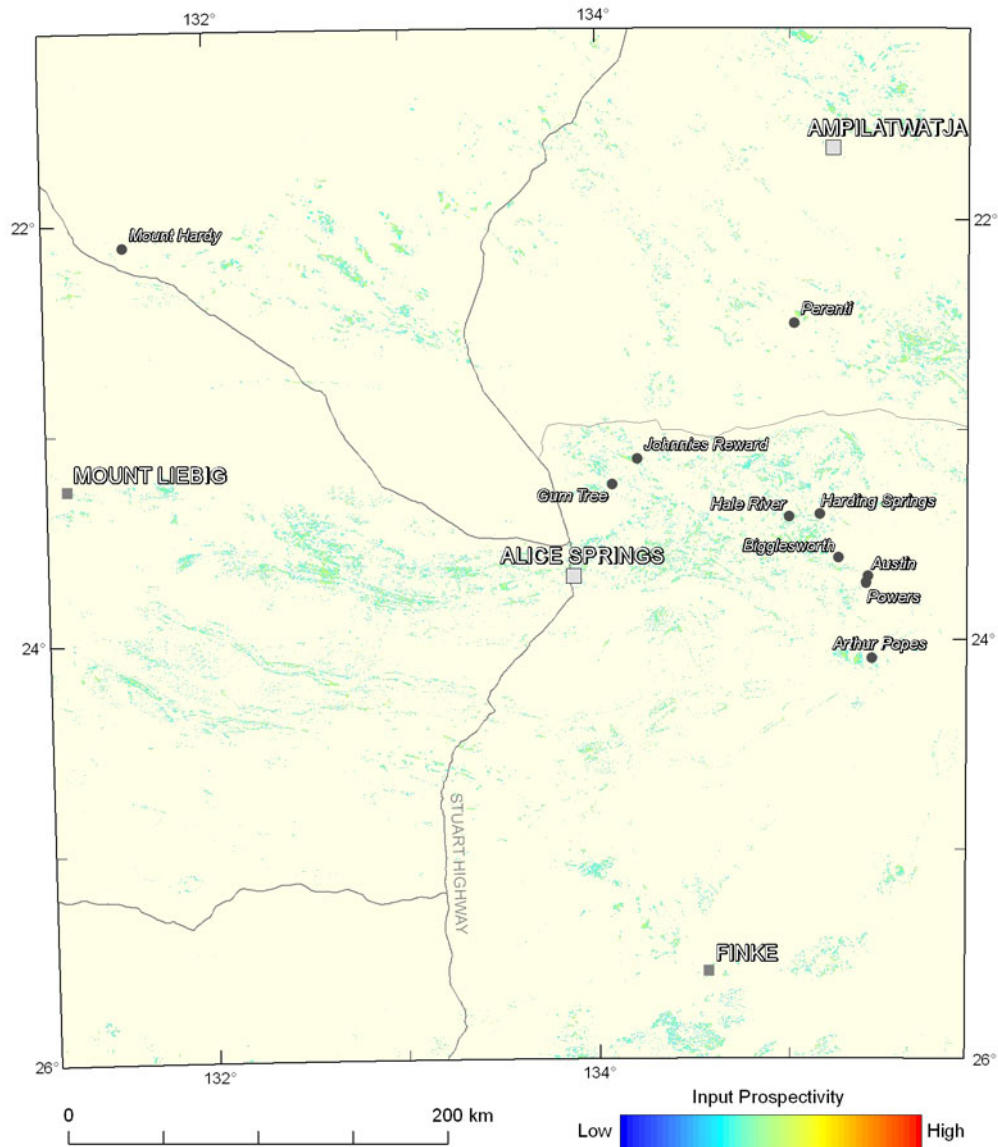 132°
134°
AMPILATWATJA
22°
22°
Mount Hardy
Perenti
Johnnies Reward
MOUNT LIEBIG
Gum Tree
Hale River
Harding Springs
Bigglesworth
ALICE SPRINGS
Austin
Powers
24°
24°
Arthur Popes
STUART HIGHWAY
FINKE
26°
26°
132°
134°
0
200 km
Input Prospectivity
Low
High